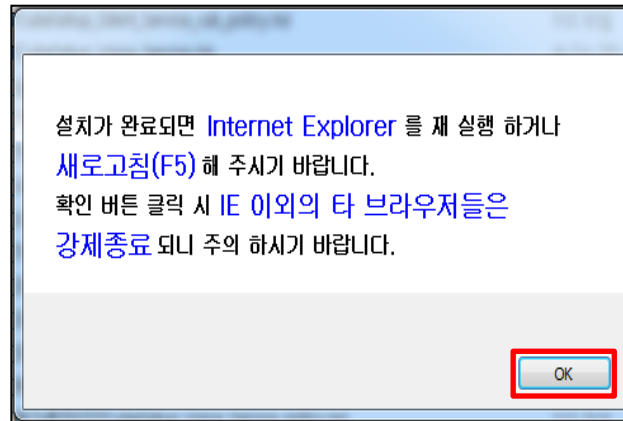 설치가 완료되면 Internet Explorer 를 재 실행 하거나
새로고침(F5) 해 주시기 바랍니다.
확인 버튼 클릭 시 IE 이외의 타 브라우저들은
강제종료 되니 주의 하시기 바랍니다.
OK